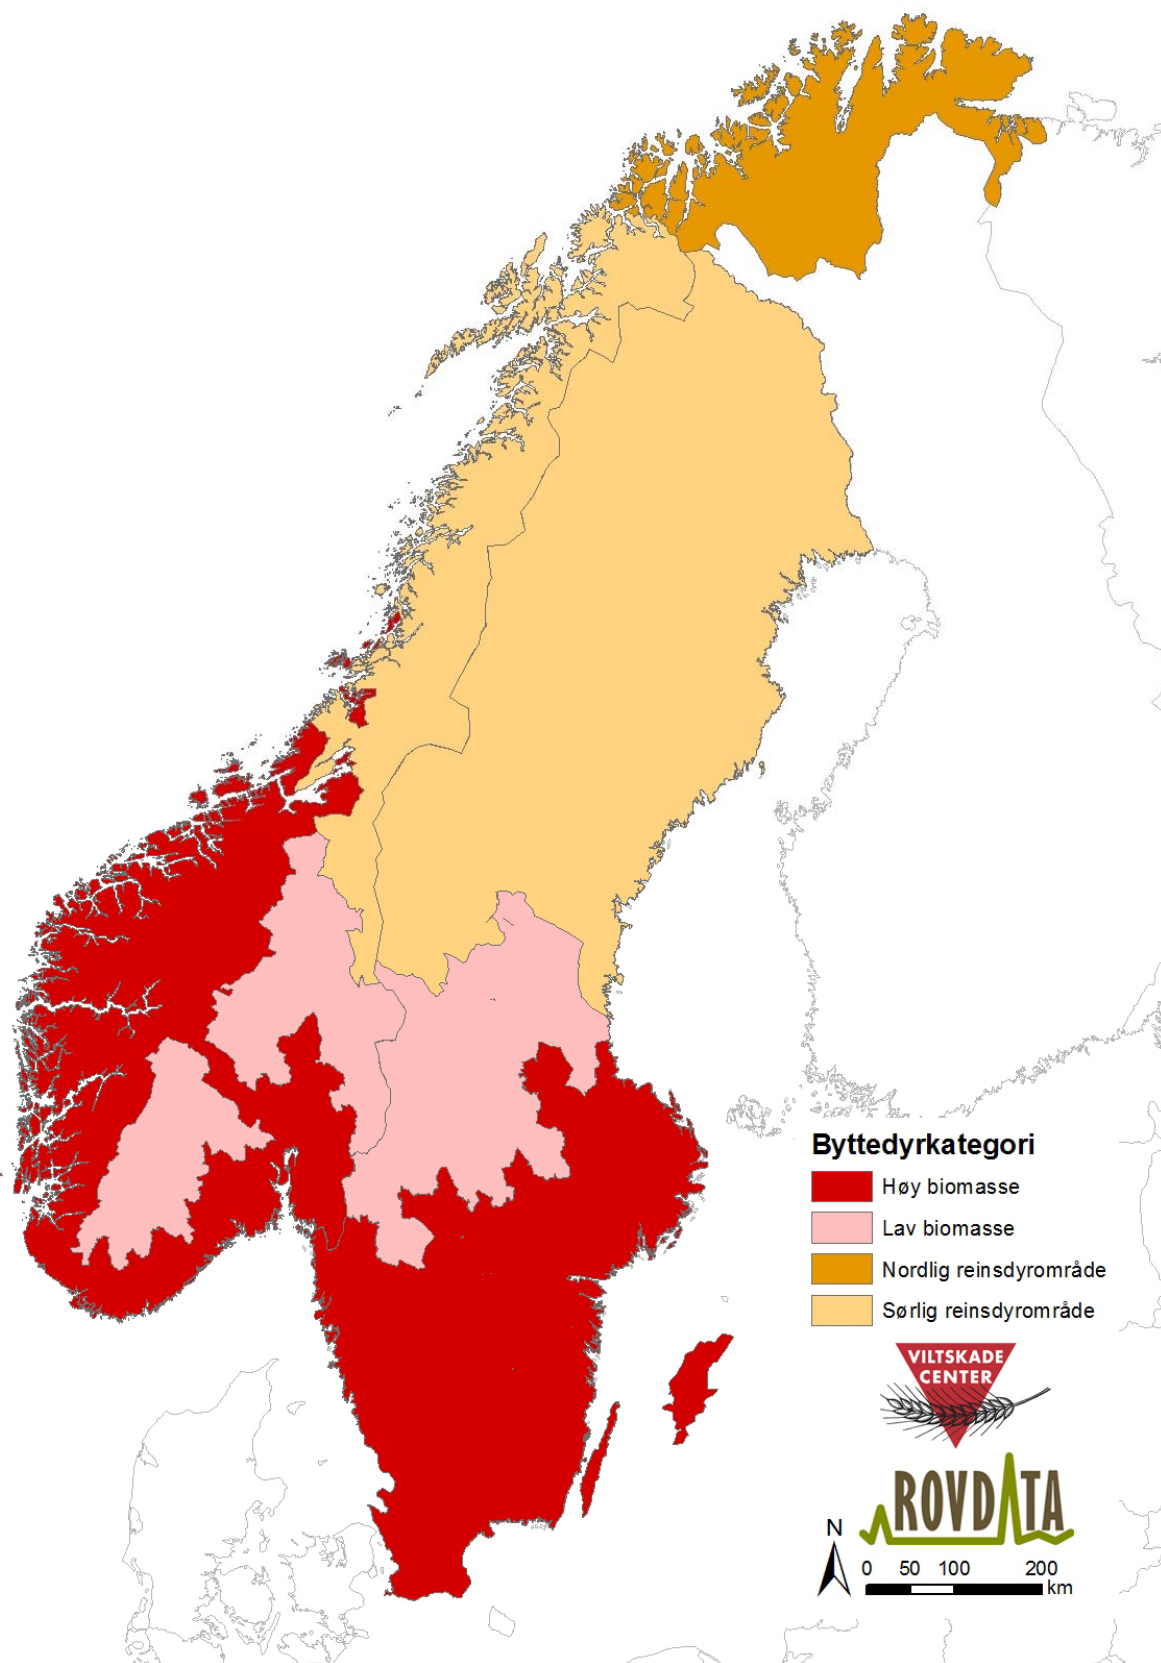 Byttedyrkategori
Høy biomasse
Lav biomasse
Nordlig reinsdyrområde
Sørlig reinsdyrområde
VILTSKADE
CENTER
ROVDATA
N
0 50 100 200
km